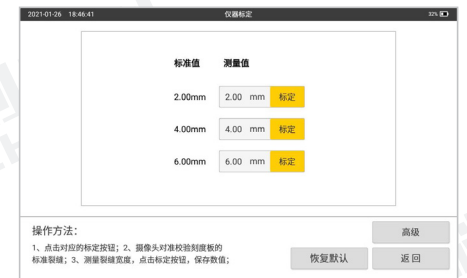 2021-01-26 18:46:41 仪器标定 32%
标准值 测量值
2.00mm 2.00 mm 标定
4.00mm 4.00 mm 标定
6.00mm 6.00 mm 标定
操作方法：
1、点击对应的标定按钮；2、摄像头对准校验刻度板的
标准裂缝；3、测量裂缝宽度，点击标定按钮，保存数值；
高级
恢复默认 返回